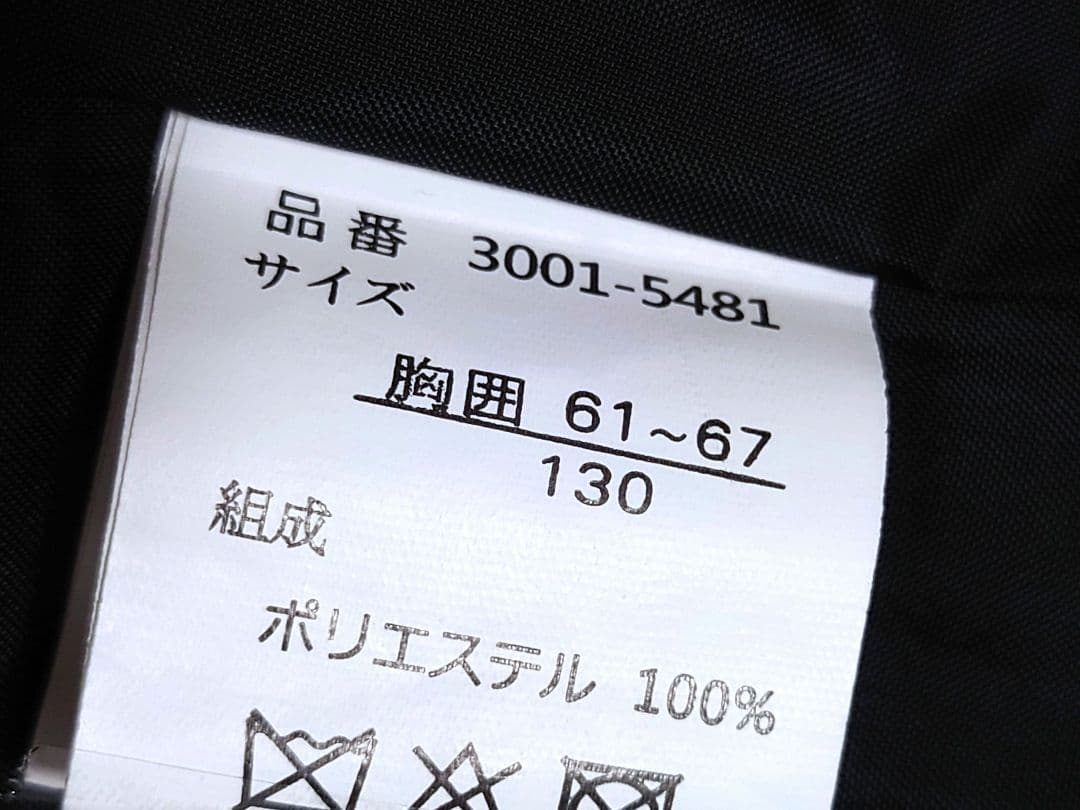 品番 3001-5481
サイズ
胸囲 61~67
130
組成
ポリエステル 100%